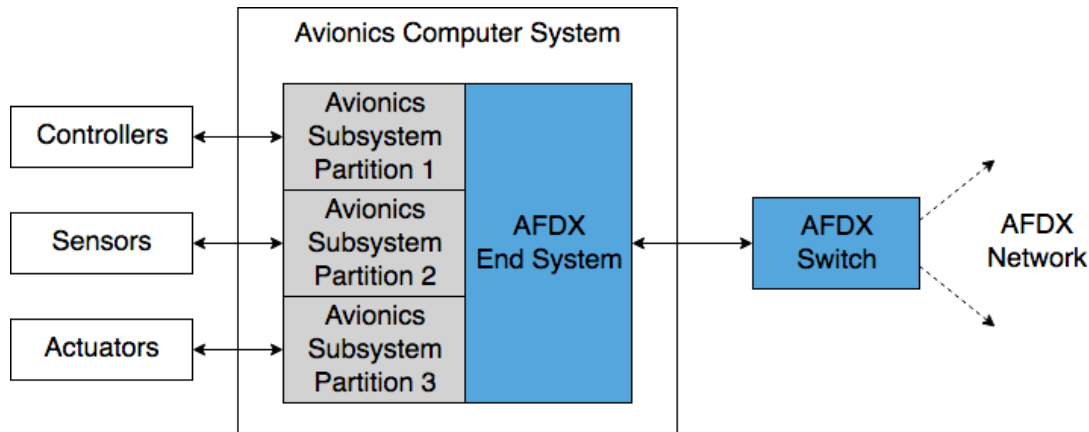 Avionics Computer System
Controllers
Avionics
Subsystem
Partition 1
Sensors
Avionics
Subsystem
Partition 2
Actuators
Avionics
Subsystem
Partition 3
AFDX
End System
AFDX
Switch
AFDX
Network